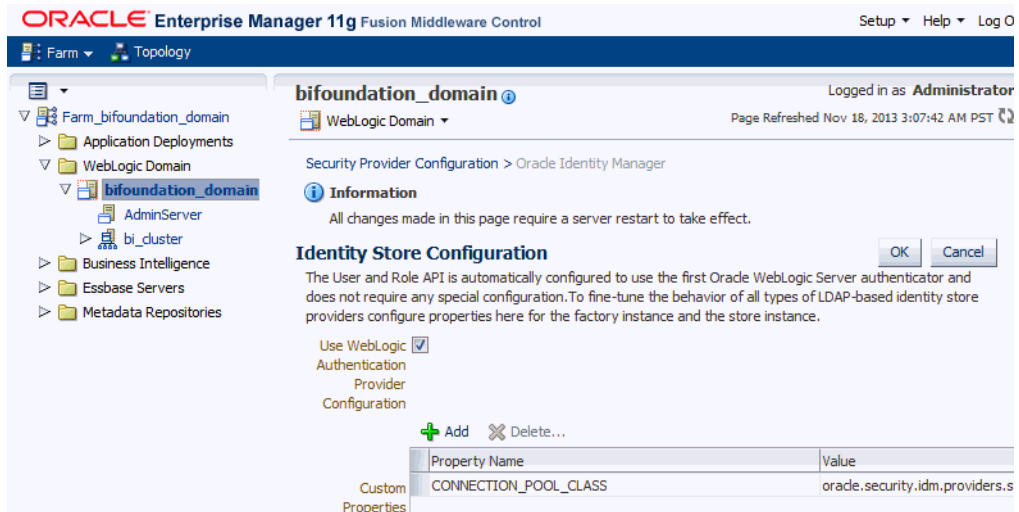 ORACLE Enterprise Manager 11g Fusion Middleware Control
Setup Help Log O
Farm Topology
Farm_bifoundation_domain
Application Deployments
WebLogic Domain
bifoundation_domain
AdminServer
bi_cluster
Business Intelligence
Essbase Servers
Metadata Repositories
bifoundation_domain
Logged in as Administrator
WebLogic Domain
Page Refreshed Nov 18, 2013 3:07:42 AM PST
Security Provider Configuration > Oracle Identity Manager
Information
All changes made in this page require a server restart to take effect.
Identity Store Configuration
OK Cancel
The User and Role API is automatically configured to use the first Oracle WebLogic Server authenticator and
does not require any special configuration.To fine-tune the behavior of all types of LDAP-based identity store
providers configure properties here for the factory instance and the store instance.
Use WebLogic
Authentication
Provider
Configuration
Add Delete...
Property Name Value
CONNECTION_POOL_CLASS oracle.security.idm.providers.s
Custom
Properties